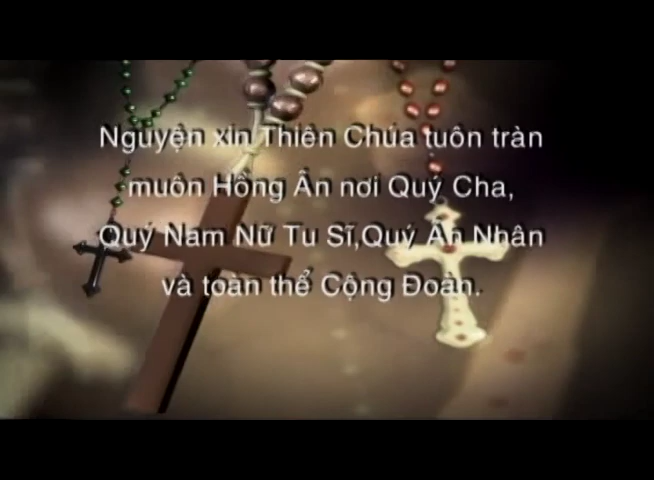 Nguyện xin Thiên Chúa tuôn tràn
muôn Hồng Ân nơi Quý Cha,
Quý Nam Nữ Tu Sĩ,Quý Ân Nhân
và toàn thể Cộng Đoàn.